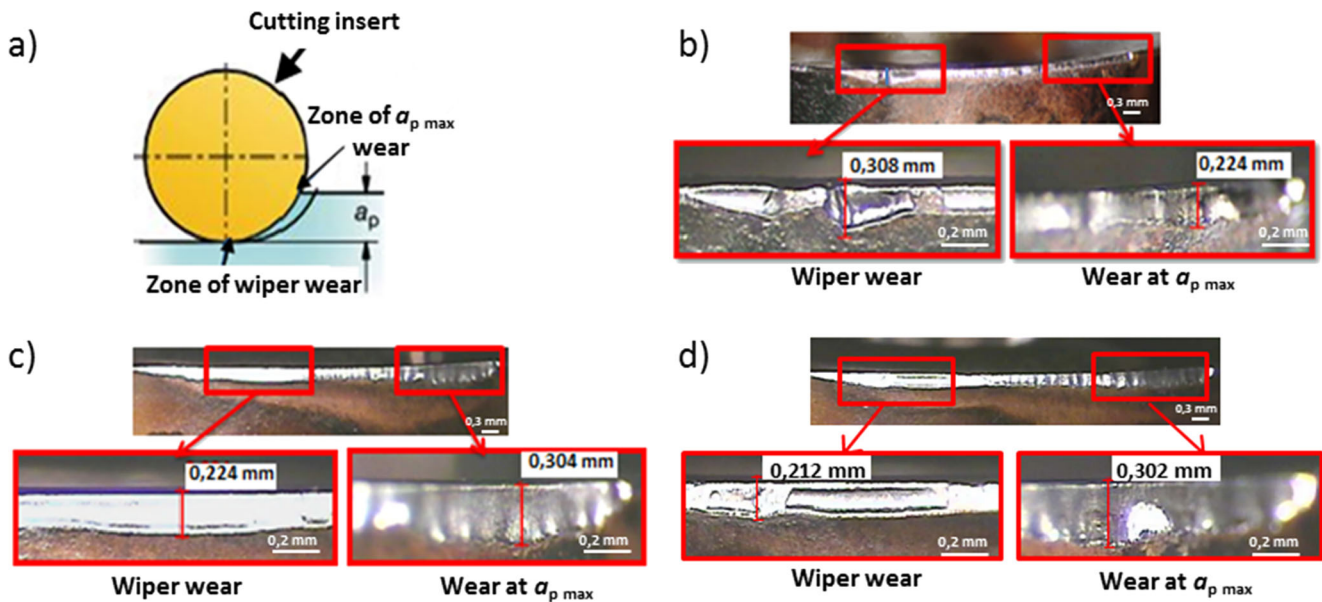 a)
Cutting insert
Zone of ap max
wear
ap
Zone of wiper wear
b)
0,3 mm
0,308 mm
0,2 mm
0,224 mm
0,2 mm
Wiper wear
Wear at ap max
c)
0,3 mm
0,224 mm
0,2 mm
0,304 mm
0,2 mm
Wiper wear
Wear at ap max
d)
0,3 mm
0,212 mm
0,2 mm
0,302 mm
0,2 mm
Wiper wear
Wear at ap max